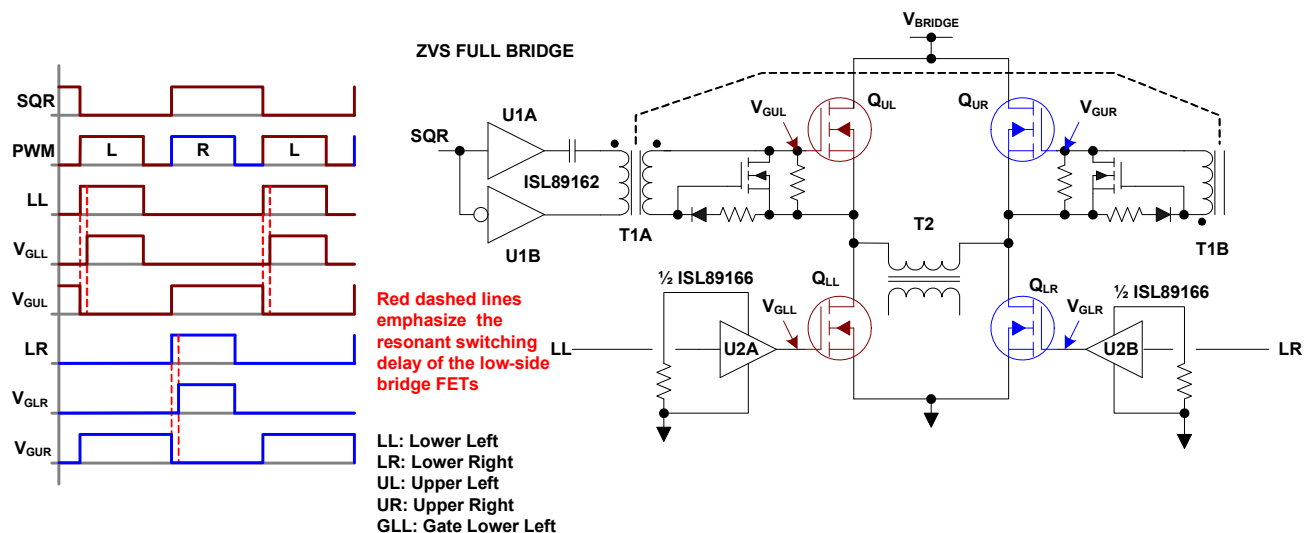 ZVS FULL BRIDGE
SQR
PWM
L
R
L
LL
VGLL
VGUL
LR
VGLR
VGUR
Red dashed lines
emphasize the
resonant switching
delay of the low-side
bridge FETs
LL: Lower Left
LR: Lower Right
UL: Upper Left
UR: Upper Right
GLL: Gate Lower Left
VBRIDGE
SQR
U1A
ISL89162
U1B
T1A
VGUL
QUL
QUR
VGUR
T1B
T2
½ ISL89166
LL
U2A
VGLL
QLL
QLR
VGLR
½ ISL89166
U2B
LR